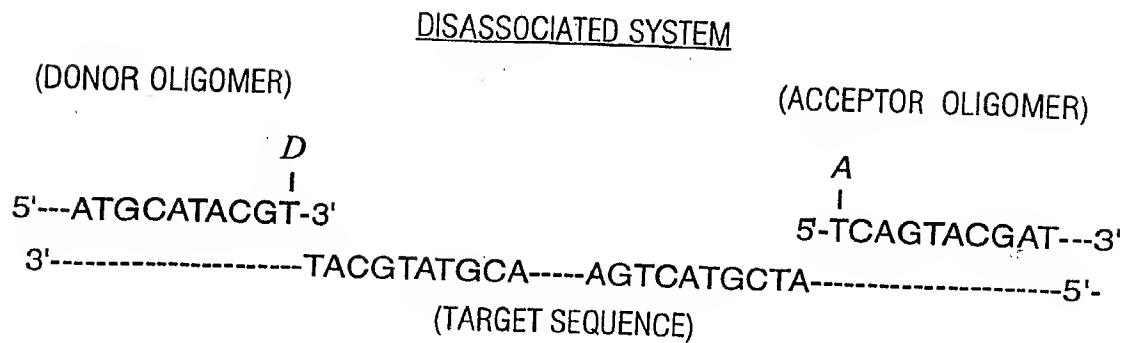 DISASSOCIATED SYSTEM
(DONOR OLIGOMER)
(ACCEPTOR OLIGOMER)
D
A
5'---ATGCATACGT-3'
5'-TCAGTACGAT---3'
3'----------------------TACGTATGCA-----AGTCATGCTA----------------------5'-
(TARGET SEQUENCE)